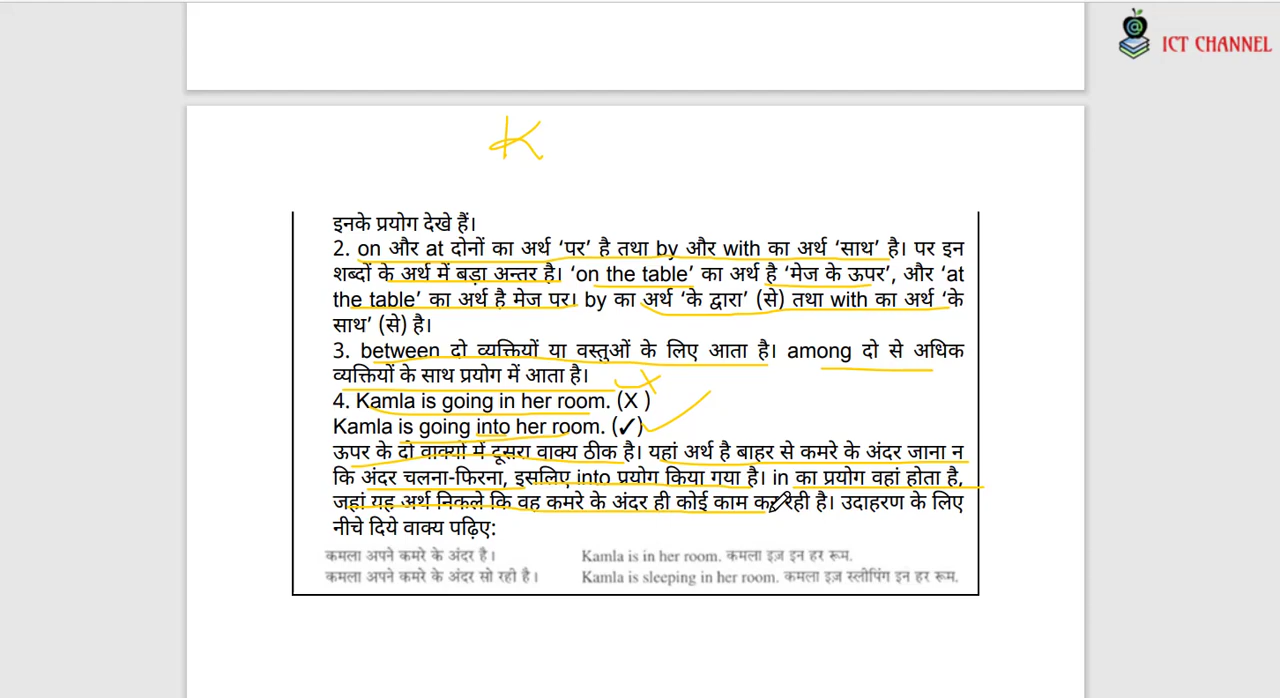 ICT CHANNEL
K
इनके प्रयोग देखे हैं।
2. on और at दोनों का अर्थ ‘पर’ है तथा by और with का अर्थ ‘साथ’ है। पर इन
शब्दों के अर्थ में बड़ा अन्तर है। ‘on the table’ का अर्थ है ‘मेज के ऊपर’, और ‘at
the table’ का अर्थ है मेज पर। by का अर्थ ‘के द्वारा’ (से) तथा with का अर्थ ‘के
साथ’ (से) है।
3. between दो व्यक्तियों या वस्तुओं के लिए आता है। among दो से अधिक
व्यक्तियों के साथ प्रयोग में आता है।
4. Kamla is going in her room. (X )
Kamla is going into her room. (✓)
ऊपर के दो वाक्यों में दूसरा वाक्य ठीक है। यहां अर्थ है बाहर से कमरे के अंदर जाना न
कि अंदर चलना-फिरना, इसलिए into प्रयोग किया गया है। in का प्रयोग वहां होता है,
जहां यह अर्थ निकले कि वह कमरे के अंदर ही कोई काम कर रही है। उदाहरण के लिए
नीचे दिये वाक्य पढ़िए:
कमला अपने कमरे के अंदर है। Kamla is in her room. कमला इज़ इन हर रूम.
कमला अपने कमरे के अंदर सो रही है। Kamla is sleeping in her room. कमला इज़ स्लीपिंग इन हर रूम.